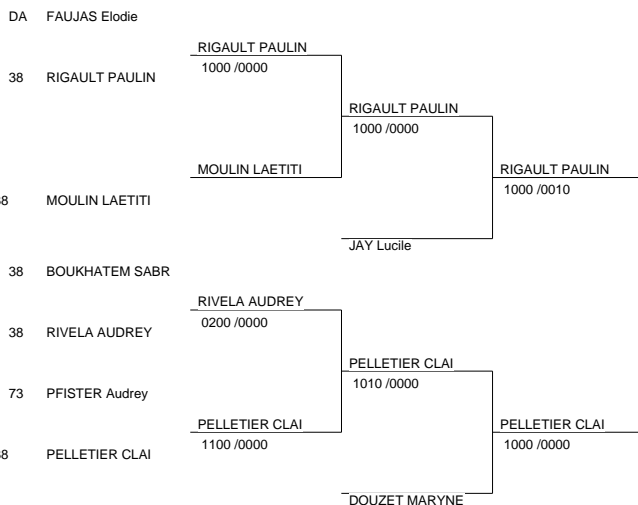 DA FAUJAS Elodie
RIGAULT PAULIN
1000 /0000
38 RIGAULT PAULIN
RIGAULT PAULIN
1000 /0000
MOULIN LAETITI
RIGAULT PAULIN
1000 /0010
8 MOULIN LAETITI
JAY Lucile
38 BOUKHATEM SABR
RIVELA AUDREY
0200 /0000
38 RIVELA AUDREY
PELLETIER CLAI
1010 /0000
73 PFISTER Audrey
PELLETIER CLAI
1100 /0000
PELLETIER CLAI
1000 /0000
8 PELLETIER CLAI
DOUZET MARYNE